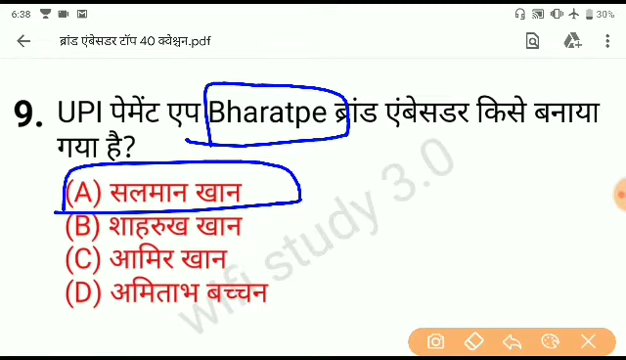 6:38
30%
ब्रांड एंबेसडर टॉप 40 क्वेश्चन.pdf
9. UPI पेमेंट एप Bharatpe ब्रांड एंबेसडर किसे बनाया
गया है?
(A) सलमान खान
(B) शाहरुख खान
(C) आमिर खान
(D) अमिताभ बच्चन
wifi study 3.0